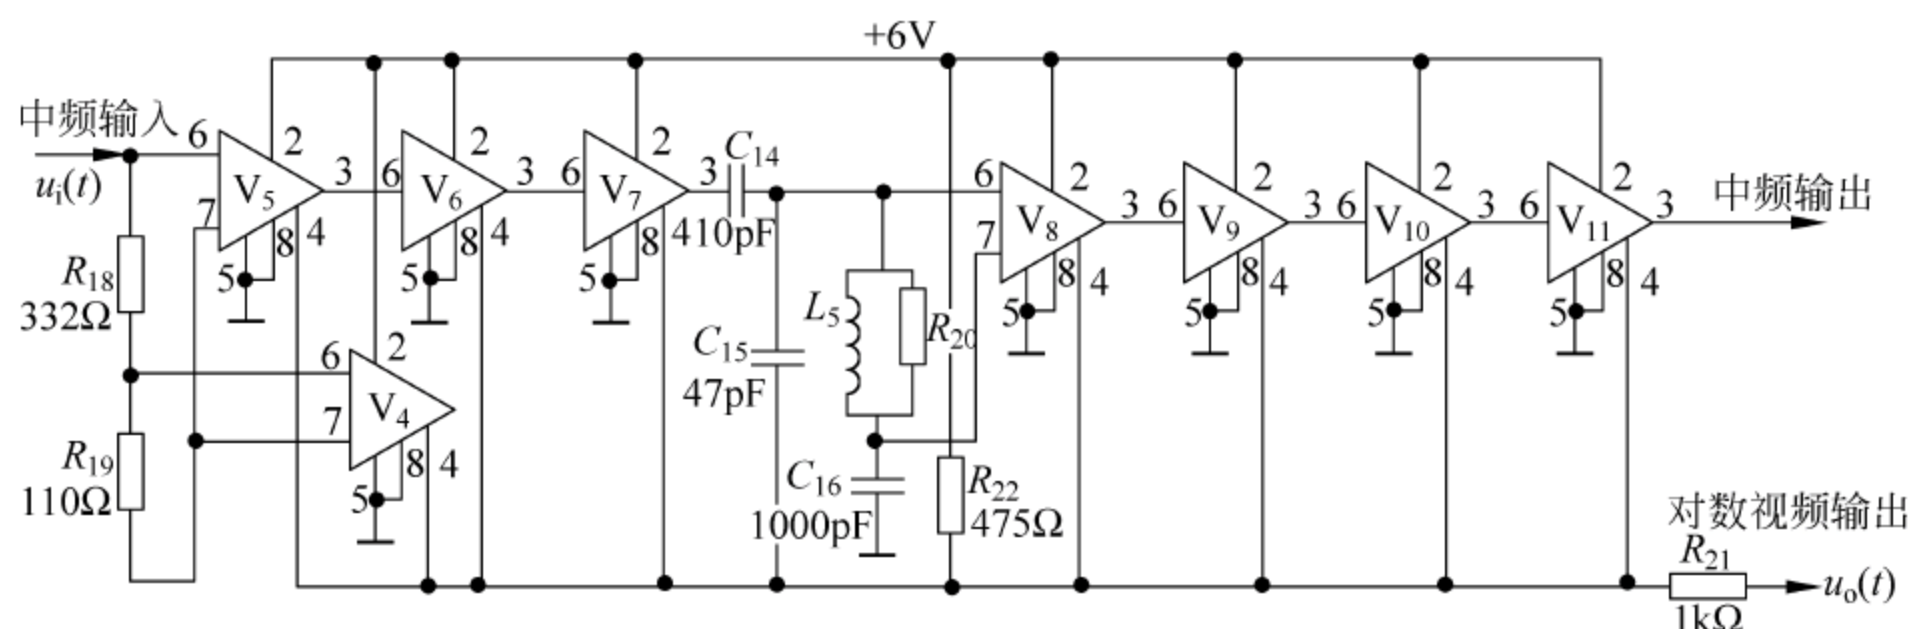 +6V
中频输入
u_i(t)
6
7
V₅
2
3
8
4
5
6
V₆
2
3
8
4
5
6
V₇
2
3
8
4
5
C₁₄
10pF
6
7
V₈
2
3
8
4
5
6
V₉
2
3
8
4
5
6
V₁₀
2
3
8
4
5
6
V₁₁
2
3
8
4
5
中频输出
R₁₈
332Ω
6
7
V₄
2
8
4
5
R₁₉
110Ω
C₁₅
47pF
L₅
R₂₀
C₁₆
1000pF
R₂₂
475Ω
对数视频输出
R₂₁
1kΩ
u_o(t)